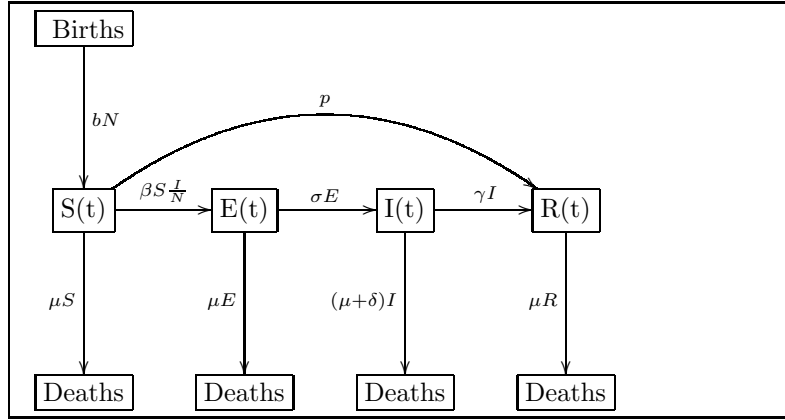 Births
bN
p
βS I/N
σE
γI
S(t)
E(t)
I(t)
R(t)
μS
μE
(μ+δ)I
μR
Deaths
Deaths
Deaths
Deaths